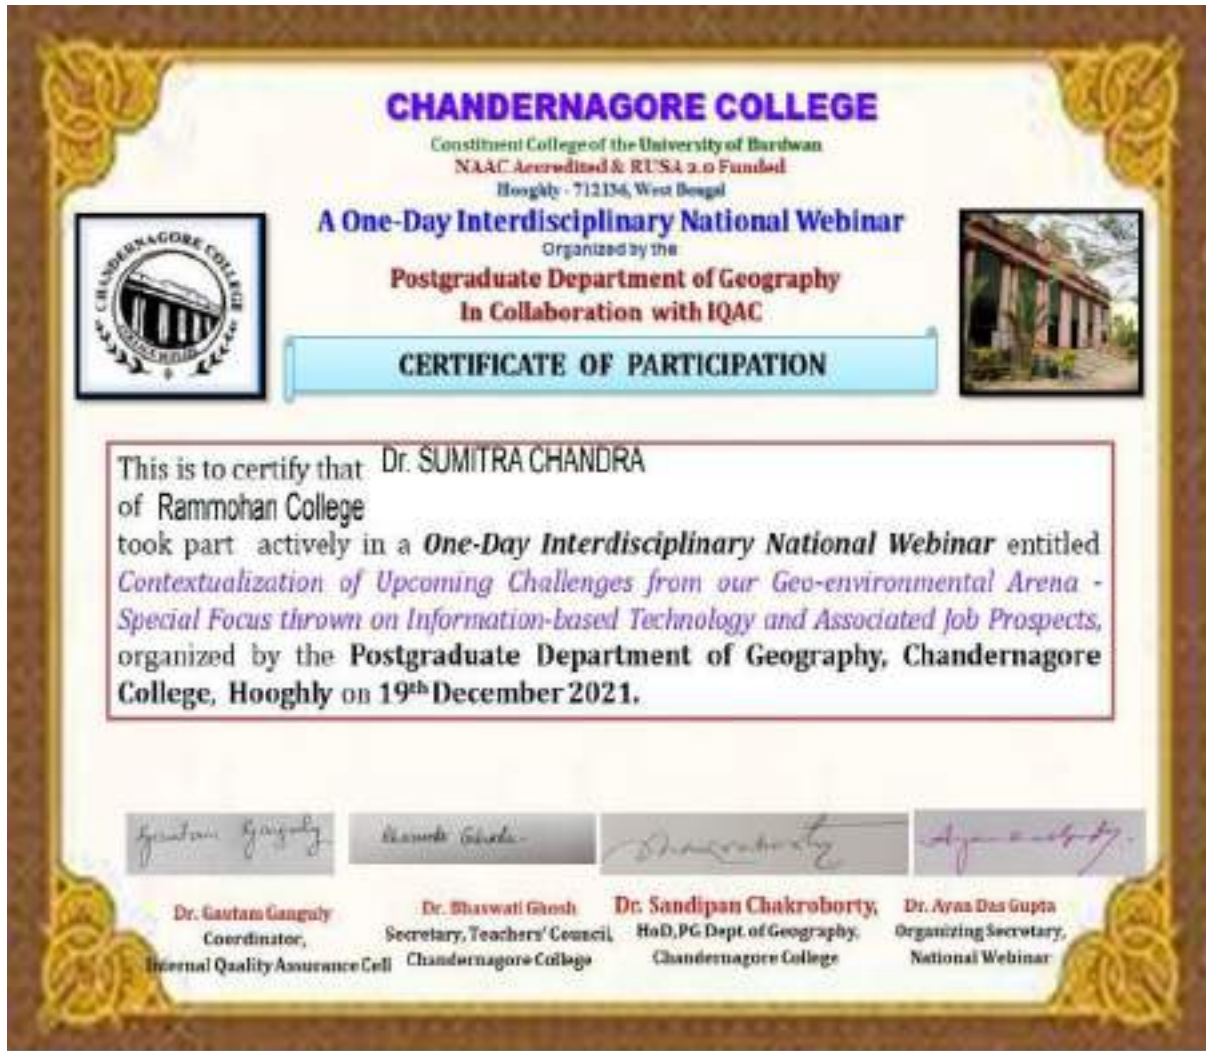 CHANDERNAGORE COLLEGE
Constituent College of the University of Burdwan
NAAC Accredited & RUSA 2.0 Funded
Hooghly - 712136, West Bengal
A One-Day Interdisciplinary National Webinar
Organized by the
Postgraduate Department of Geography
In Collaboration with IQAC
CHANDERNAGORE COLLEGE
CERTIFICATE OF PARTICIPATION
This is to certify that Dr. SUMITRA CHANDRA
of Rammohan College
took part actively in a One-Day Interdisciplinary National Webinar entitled
Contextualization of Upcoming Challenges from our Geo-environmental Arena -
Special Focus thrown on Information-based Technology and Associated Job Prospects,
organized by the Postgraduate Department of Geography, Chandernagore
College, Hooghly on 19th December 2021.
Gautam Ganguly
Dr. Gautam Ganguly
Coordinator,
Internal Quality Assurance Cell
Dr. Bhaswati Ghosh
Secretary, Teachers' Council,
Chandernagore College
Dr. Sandipan Chakroborty,
HoD, PG Dept. of Geography,
Chandernagore College
Dr. Ayan Das Gupta
Organizing Secretary,
National Webinar